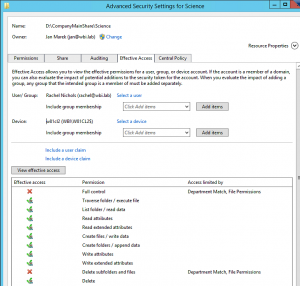 Advanced Security Settings for Science
Name: D:\CompanyMainShare\Science
Owner: Jan Marek (jan@wbi.lab) Change
Resource Properties
Permissions Share Auditing Effective Access Central Policy
Effective Access allows you to view the effective permissions for a user, group, or device account. If the account is a member of a domain,
you can also evaluate the impact of potential additions to the security token for the account. When you evaluate the impact of adding a
group, any group that the intended group is a member of must be added separately.
User/ Group: Rachel Nichols (rachel@wbi.lab) Select a user
Include group membership Click Add items Add items
Device: w81cl2 (WBI\W81CL2$) Select a device
Include group membership Click Add items Add items
Include a user claim
Include a device claim
View effective access
Effective access Permission Access limited by
Full control Department Match, File Permissions
Traverse folder / execute file
List folder / read data
Read attributes
Read extended attributes
Create files / write data
Create folders / append data
Write attributes
Write extended attributes
Delete subfolders and files Department Match, File Permissions
Delete